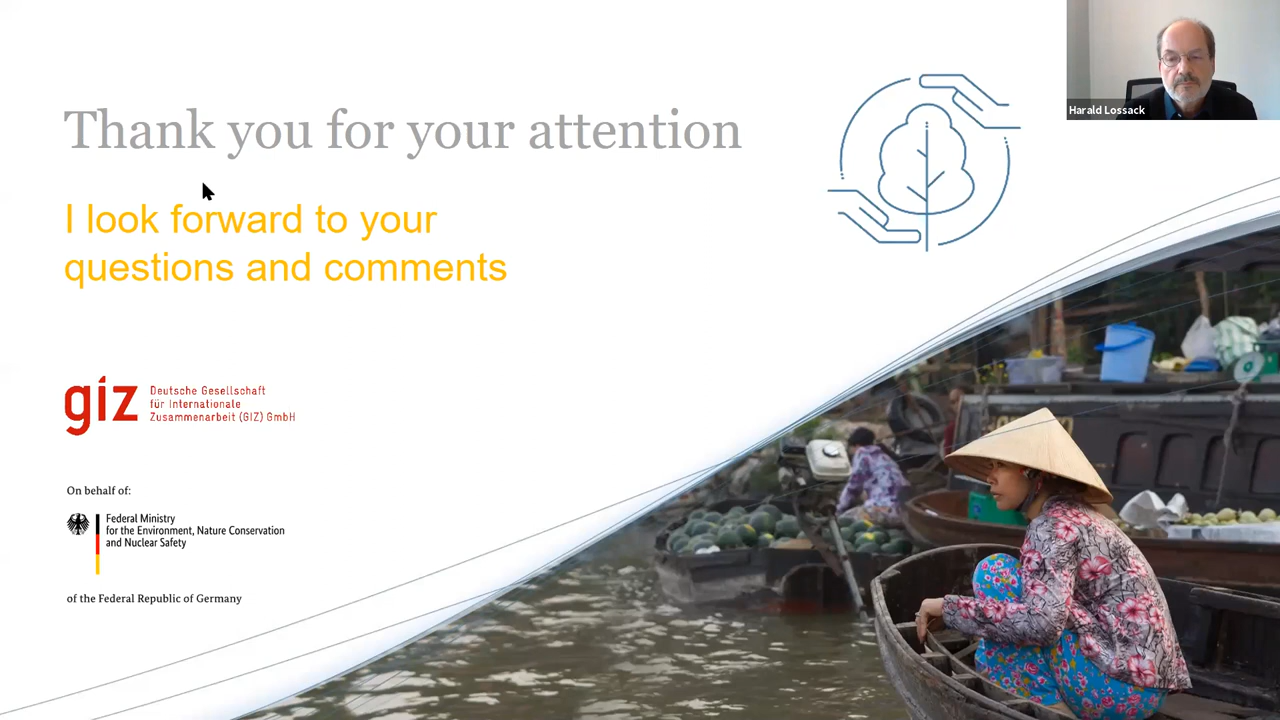 Thank you for your attention
Harald Lossack
I look forward to your
questions and comments
giz
Deutsche Gesellschaft
für Internationale
Zusammenarbeit (GIZ) GmbH
On behalf of:
Federal Ministry
for the Environment, Nature Conservation
and Nuclear Safety
of the Federal Republic of Germany